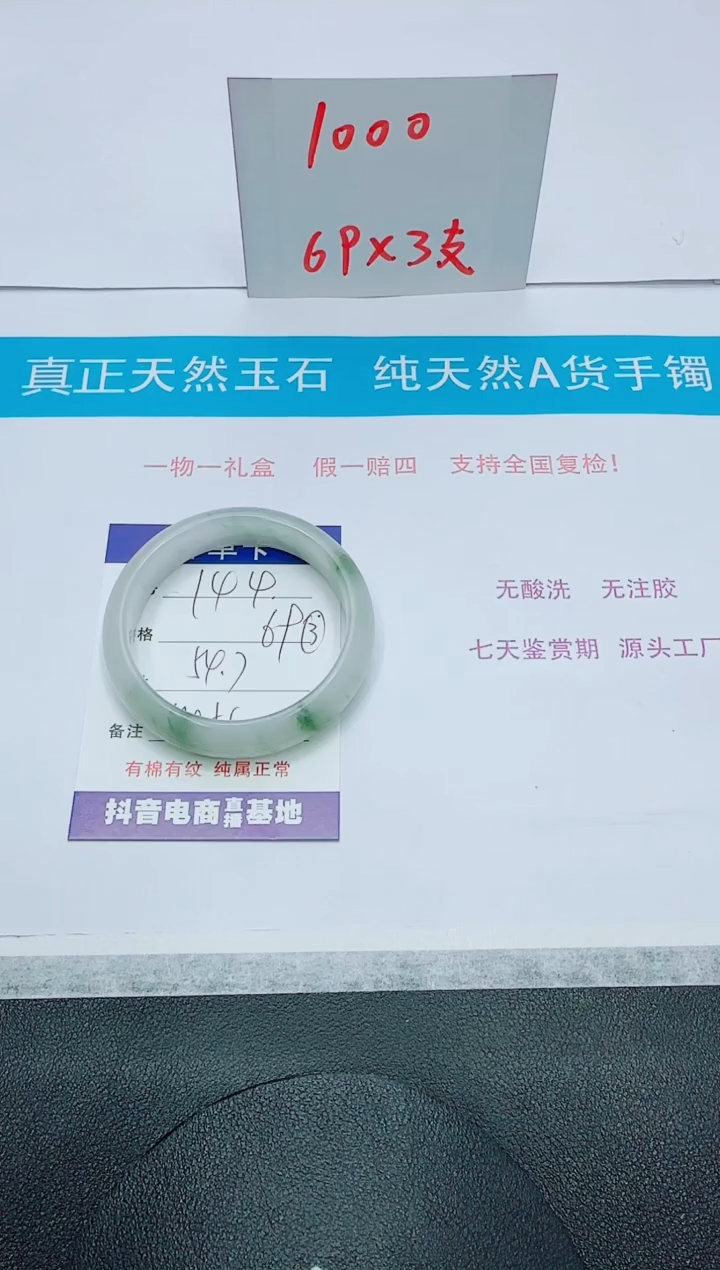 1000
6P×3支
真正天然玉石 纯天然A货手镯
一物一礼盒 假一赔四 支持全国复检!
无酸洗 无注胶
七天鉴赏期 源头工厂
144.
格
6P③
54.7
备注
有棉有纹 纯属正常
抖音电商直播基地